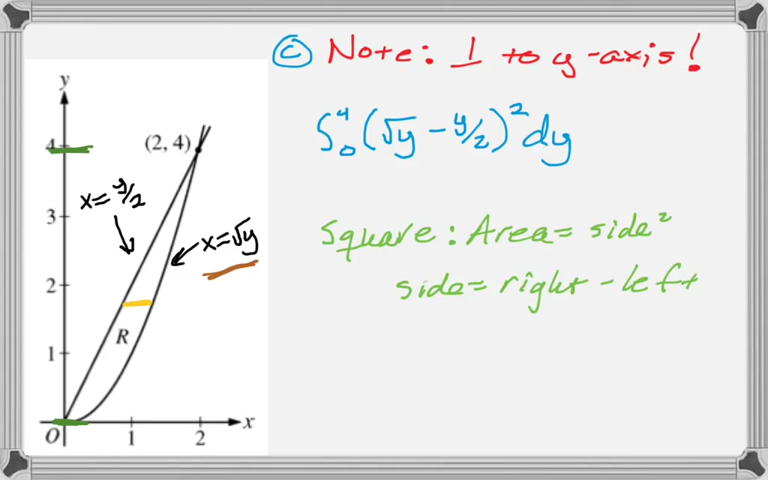 Ⓒ Note: ⊥ to y-axis!
∫₀⁴(√y - y/2)² dy
Square: Area = side²
side = right - left
y
4
(2, 4)
x = y/2
3
x = √y
2
R
1
O
1
2
x